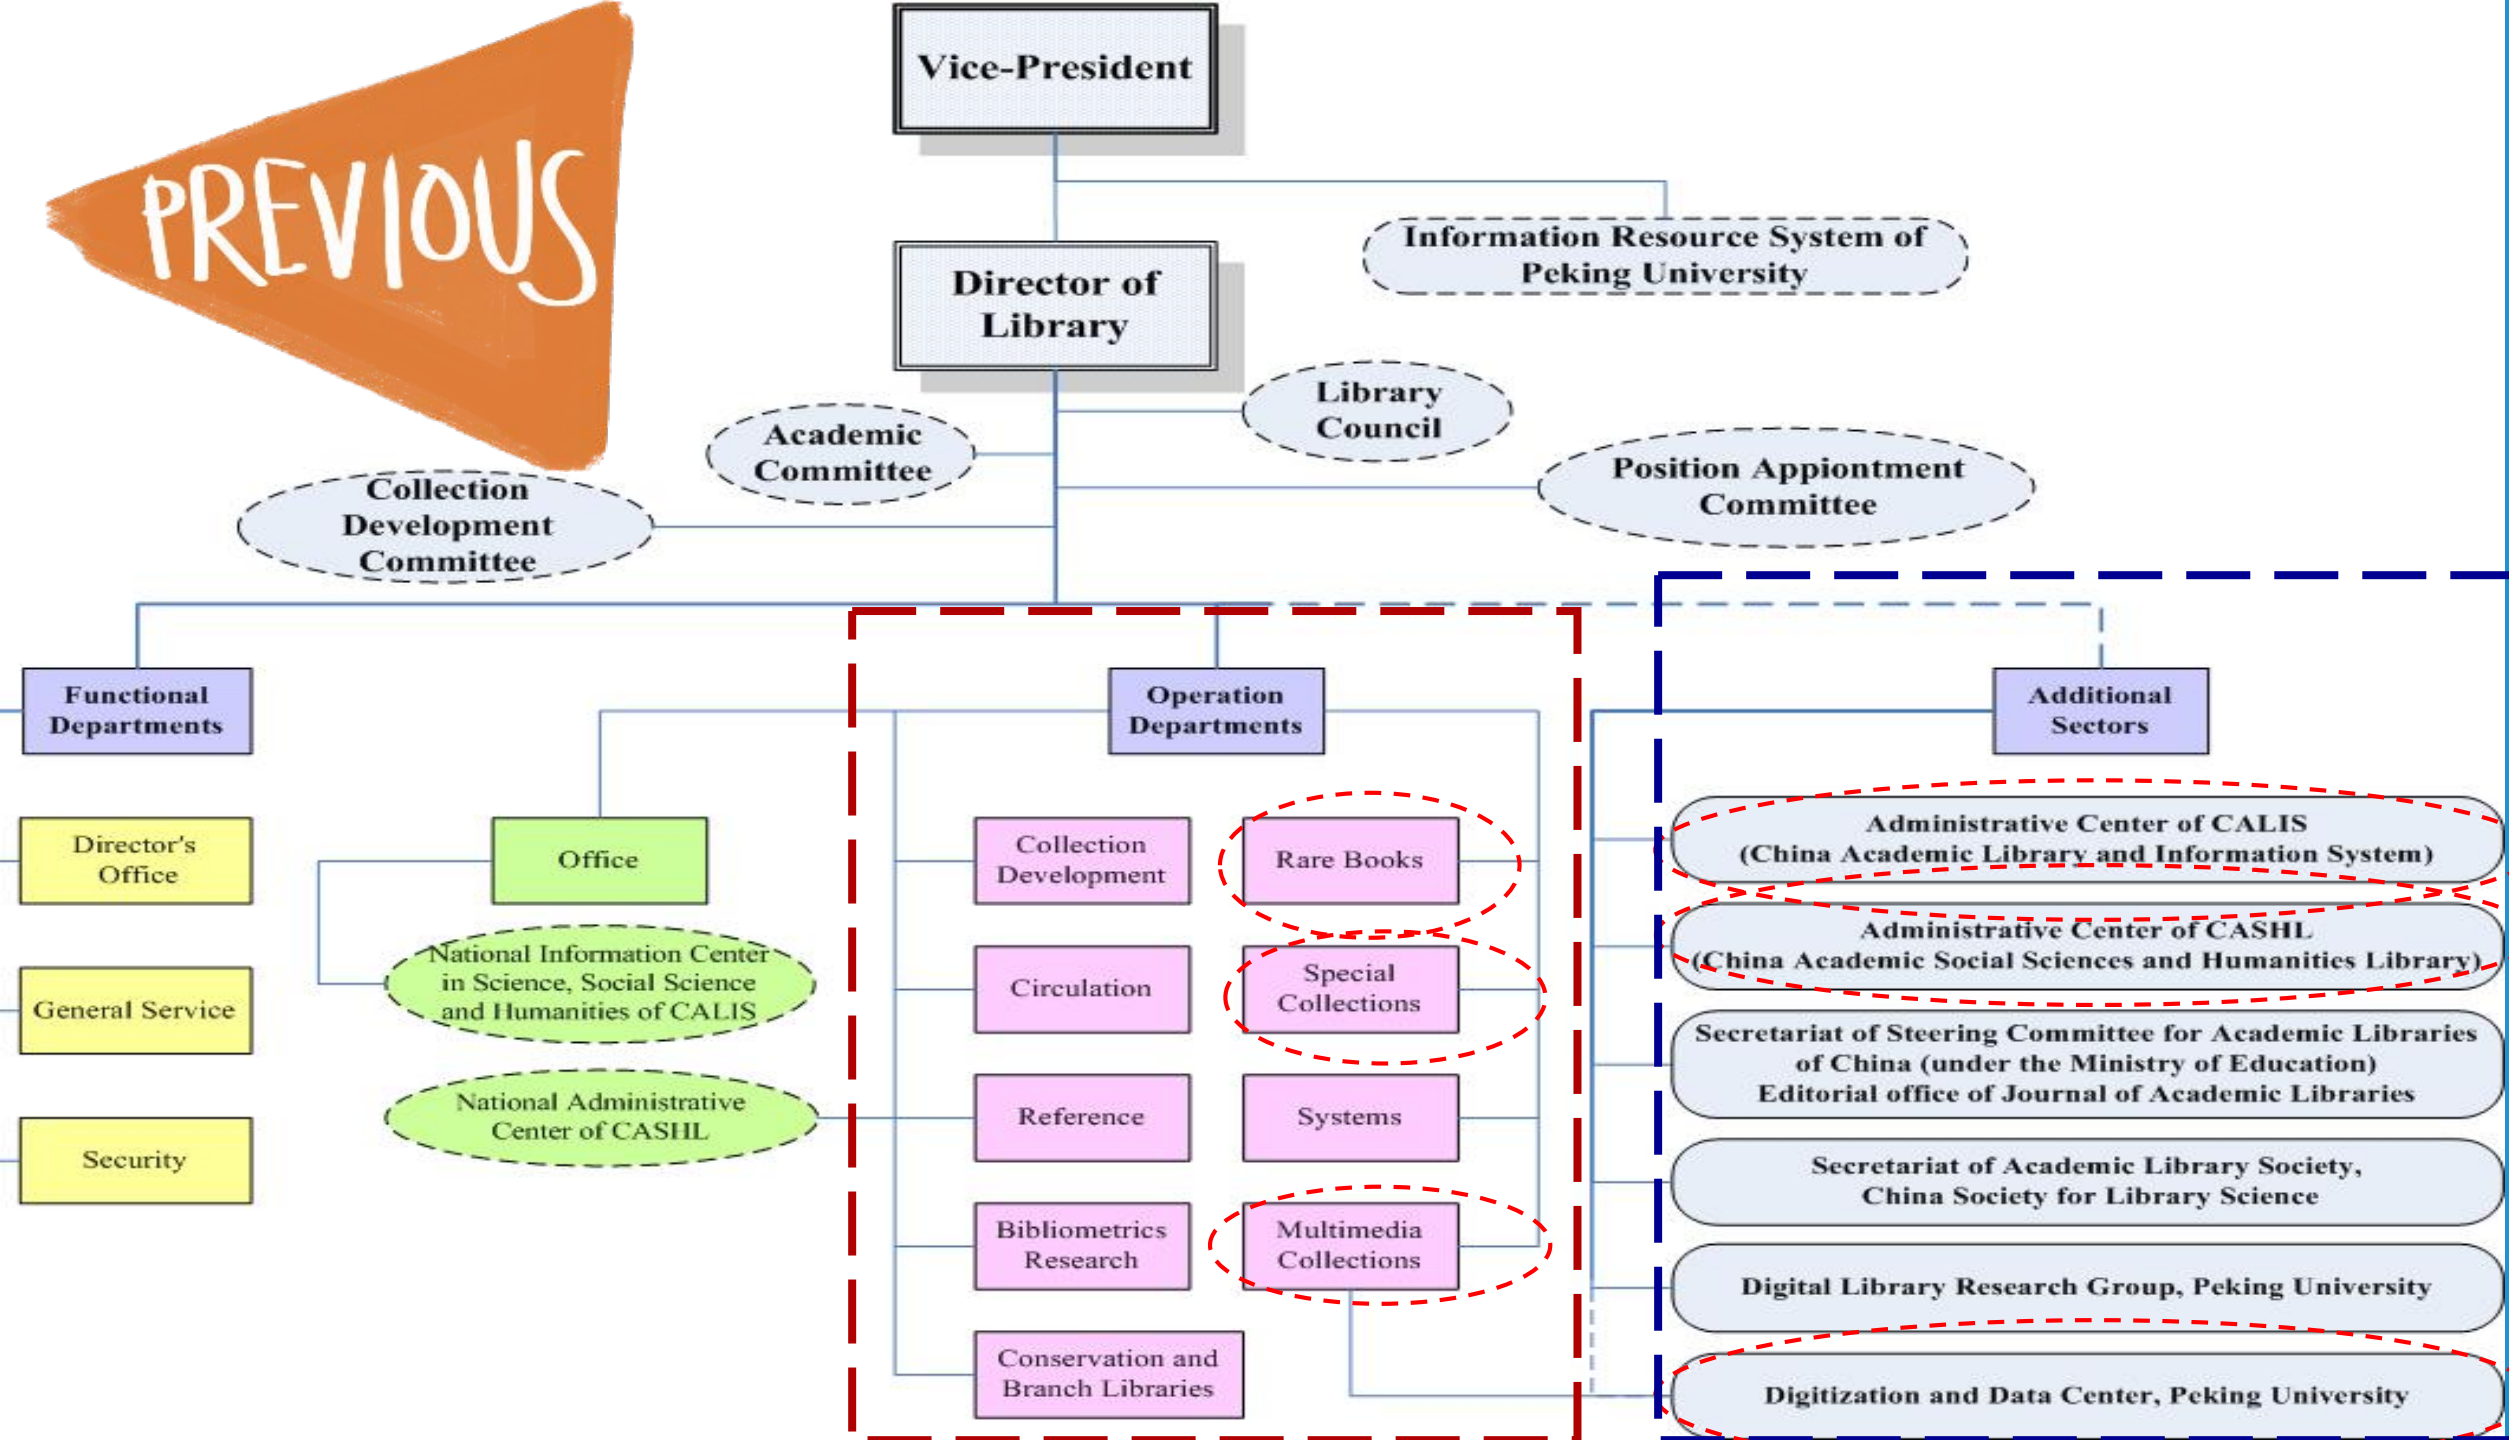 PREVIOUS
Vice-President
Information Resource System of
Peking University
Director of
Library
Library
Council
Academic
Committee
Position Appiontment
Committee
Collection
Development
Committee
Functional
Departments
Operation
Departments
Additional
Sectors
Director's
Office
General Service
Security
Office
National Information Center
in Science, Social Science
and Humanities of CALIS
National Administrative
Center of CASHL
Collection
Development
Circulation
Reference
Bibliometrics
Research
Conservation and
Branch Libraries
Rare Books
Special
Collections
Systems
Multimedia
Collections
Administrative Center of CALIS
(China Academic Library and Information System)
Administrative Center of CASHL
(China Academic Social Sciences and Humanities Library)
Secretariat of Steering Committee for Academic Libraries
of China (under the Ministry of Education)
Editorial office of Journal of Academic Libraries
Secretariat of Academic Library Society,
China Society for Library Science
Digital Library Research Group, Peking University
Digitization and Data Center, Peking University